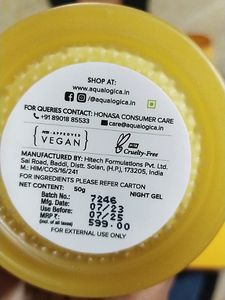 SHOP AT:
www.aqualogica.in
/@aqualogica.in
FOR QUERIES CONTACT: HONASA CONSUMER CARE
+91 89018 85533
care@aqualogica.in
APPROVED
VEGAN
Cruelty-Free
MANUFACTURED BY: Hitech Formulations Pvt. Ltd.
Sai Road, Baddi, Distt. Solan, (H.P.), 173205, India
M.: HIM/COS/16/241
FOR INGREDIENTS PLEASE REFER CARTON
NET CONTENT: 50g NIGHT GEL
Batch No.: 7246
Mfg. Date: 07/23
Use Before: 07/25
MRP ₹ 599.00
(incl. of all taxes)
FOR EXTERNAL USE ONLY